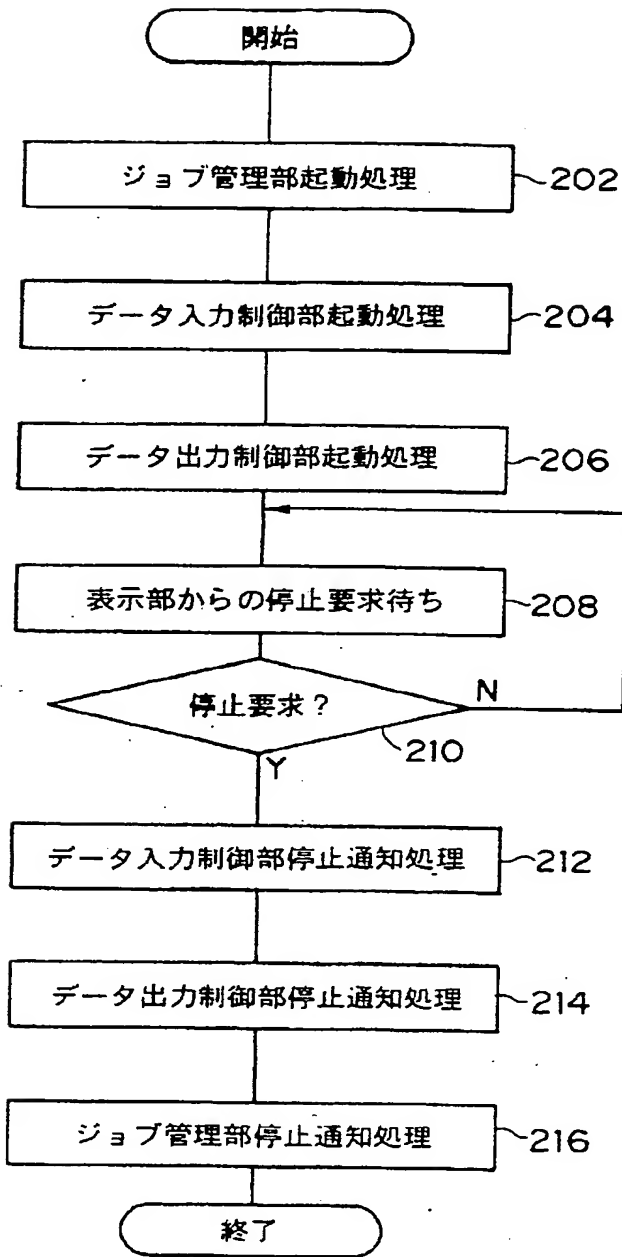 開始
ジョブ管理部起動処理
202
データ入力制御部起動処理
204
データ出力制御部起動処理
206
表示部からの停止要求待ち
208
停止要求?
N
210
Y
データ入力制御部停止通知処理
212
データ出力制御部停止通知処理
214
ジョブ管理部停止通知処理
216
終了